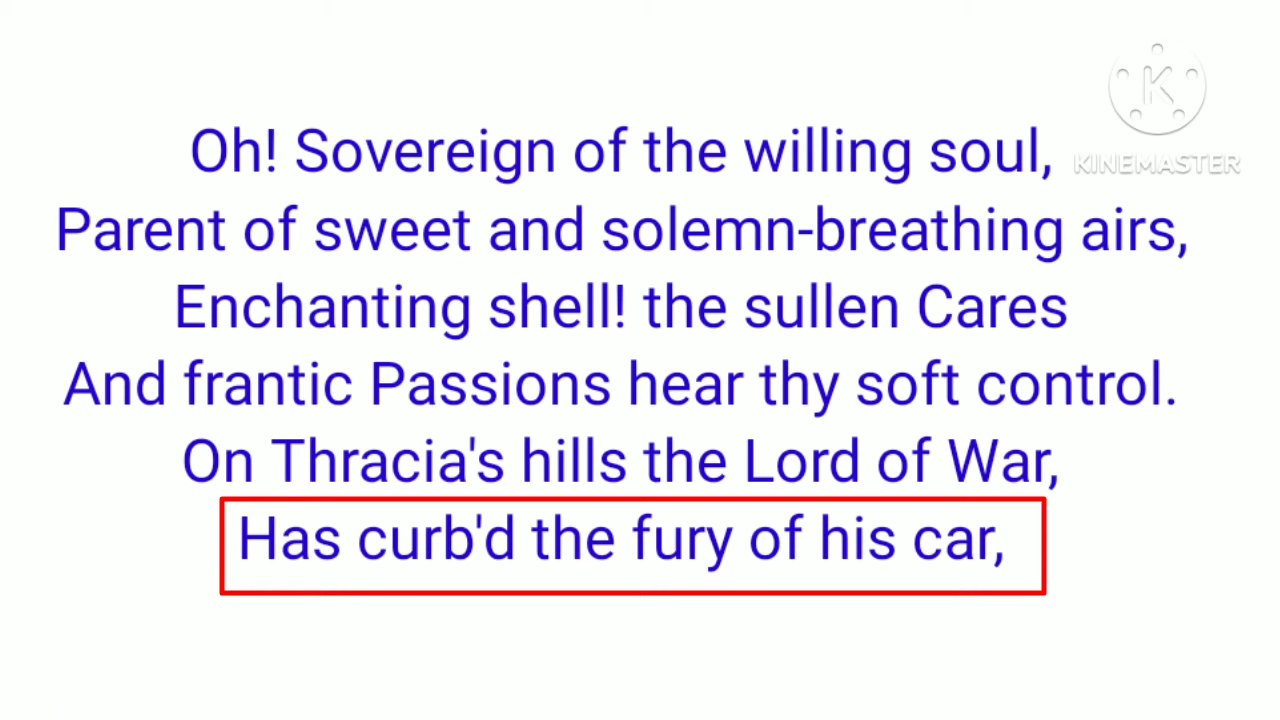 Oh! Sovereign of the willing soul,
Parent of sweet and solemn-breathing airs,
Enchanting shell! the sullen Cares
And frantic Passions hear thy soft control.
On Thracia's hills the Lord of War,
Has curb'd the fury of his car,
K
KINEMASTER